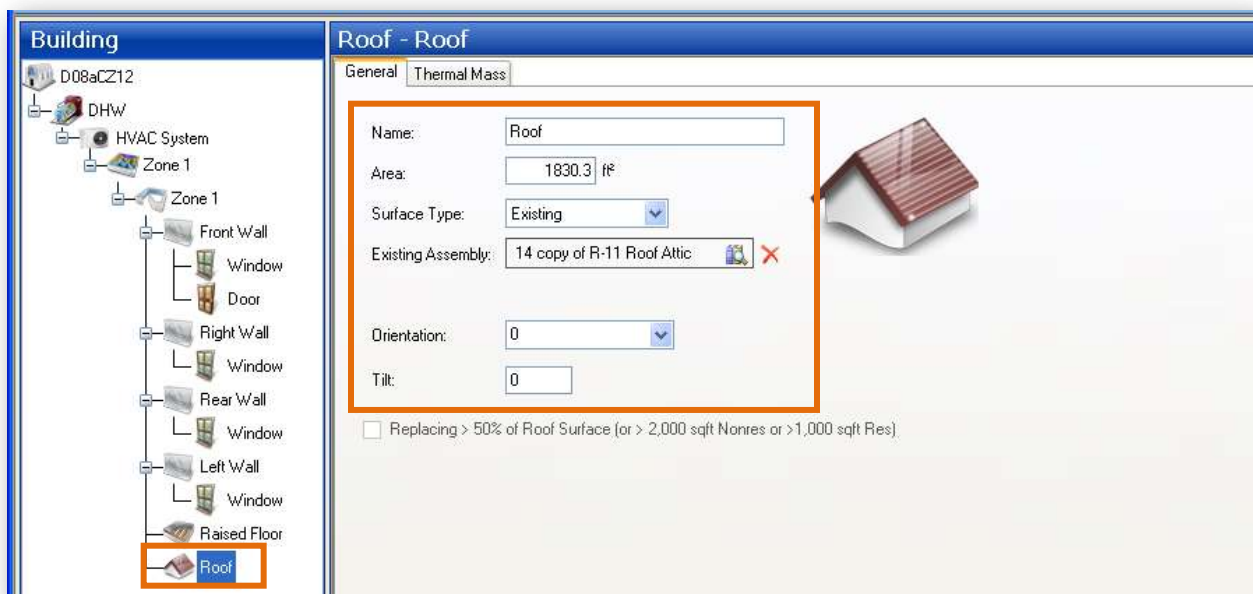 Building
D08aCZ12
DHW
HVAC System
Zone 1
Zone 1
Front Wall
Window
Door
Right Wall
Window
Rear Wall
Window
Left Wall
Window
Raised Floor
Roof
Roof - Roof
General Thermal Mass
Name: Roof
Area: 1830.3 ft²
Surface Type: Existing
Existing Assembly: 14 copy of R-11 Roof Attic
Orientation: 0
Tilt: 0
Replacing > 50% of Roof Surface (or > 2,000 sqft Nonres or >1,000 sqft Res)